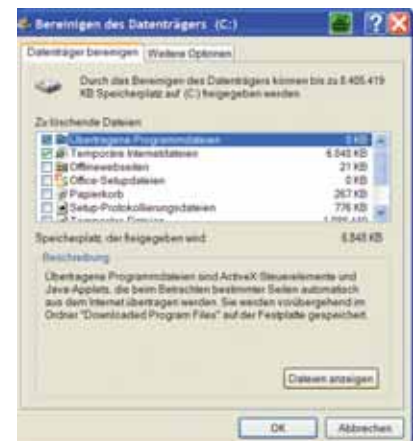 Bereinigen des Datenträgers (C:)
Datenträger bereinigen Weitere Optionen
Durch das Bereinigen des Datenträgers können bis zu 8.405.419
KB Speicherplatz auf (C:) freigegeben werden.
Zu löschende Dateien:
Übertragene Programmdateien 0 KB
Temporäre Internetdateien 6.848 KB
Offlinewebseiten 21 KB
Office-Setupdateien 0 KB
Papierkorb 267 KB
Setup-Protokollierungsdateien 776 KB
Temporäre Dateien
Speicherplatz, der freigegeben wird: 6.848 KB
Beschreibung
Übertragene Programmdateien sind ActiveX-Steuerelemente und
Java-Applets, die beim Betrachten bestimmter Seiten automatisch
aus dem Internet übertragen werden. Sie werden vorübergehend im
Ordner "Downloaded Program Files" auf der Festplatte gespeichert.
Dateien anzeigen
OK Abbrechen